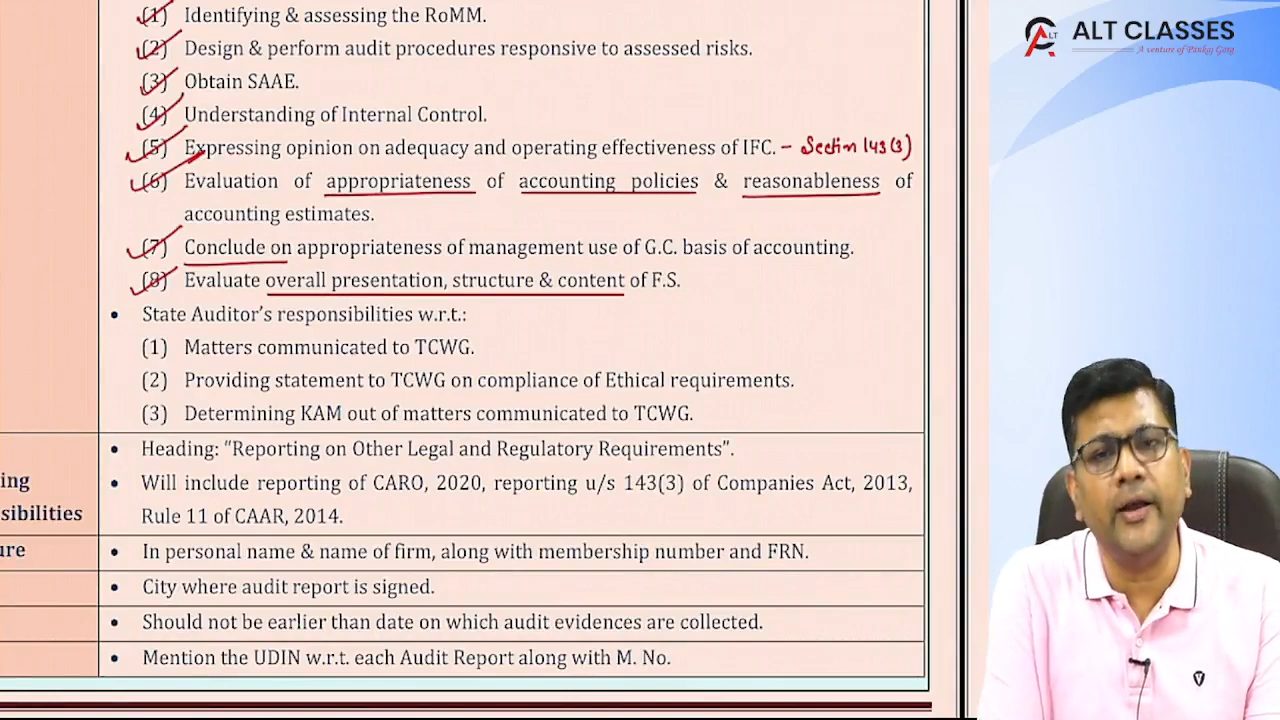 (1) Identifying & assessing the RoMM.
(2) Design & perform audit procedures responsive to assessed risks.
(3) Obtain SAAE.
(4) Understanding of Internal Control.
(5) Expressing opinion on adequacy and operating effectiveness of IFC. - Section 143(3)
(6) Evaluation of appropriateness of accounting policies & reasonableness of
accounting estimates.
(7) Conclude on appropriateness of management use of G.C. basis of accounting.
(8) Evaluate overall presentation, structure & content of F.S.
• State Auditor's responsibilities w.r.t.:
(1) Matters communicated to TCWG.
(2) Providing statement to TCWG on compliance of Ethical requirements.
(3) Determining KAM out of matters communicated to TCWG.
ing
sibilities
• Heading: “Reporting on Other Legal and Regulatory Requirements”.
• Will include reporting of CARO, 2020, reporting u/s 143(3) of Companies Act, 2013,
Rule 11 of CAAR, 2014.
ure
• In personal name & name of firm, along with membership number and FRN.
• City where audit report is signed.
• Should not be earlier than date on which audit evidences are collected.
• Mention the UDIN w.r.t. each Audit Report along with M. No.
ALT
ALT CLASSES
A venture of Pankaj Garg